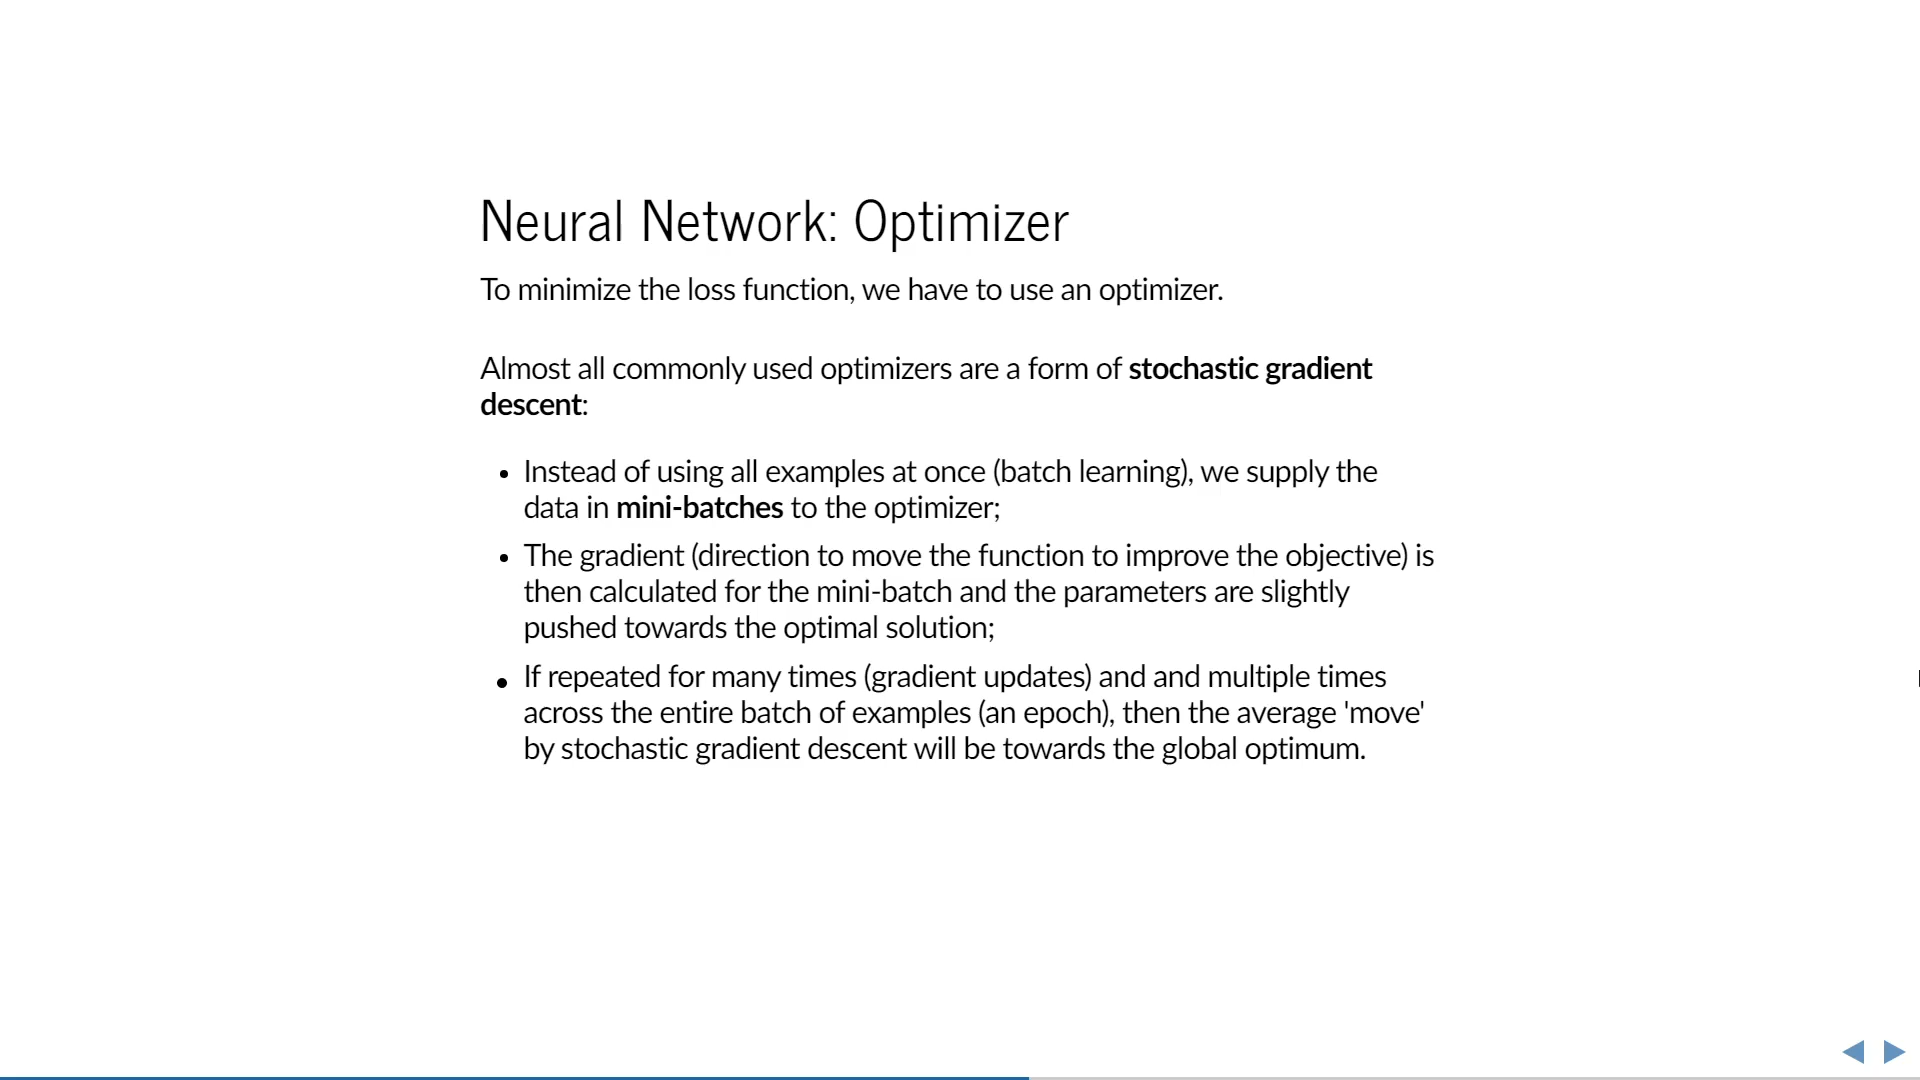 Neural Network: Optimizer
To minimize the loss function, we have to use an optimizer.
Almost all commonly used optimizers are a form of stochastic gradient
descent:
• Instead of using all examples at once (batch learning), we supply the
data in mini-batches to the optimizer;
• The gradient (direction to move the function to improve the objective) is
then calculated for the mini-batch and the parameters are slightly
pushed towards the optimal solution;
• If repeated for many times (gradient updates) and and multiple times
across the entire batch of examples (an epoch), then the average 'move'
by stochastic gradient descent will be towards the global optimum.